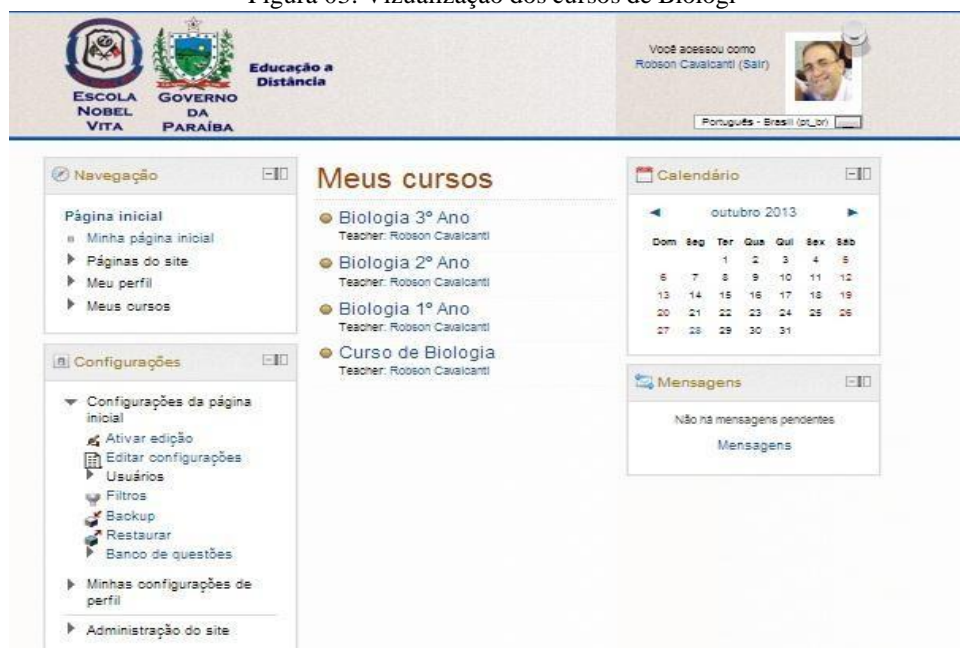 Figura 03: Vizualização dos cursos de Biologi
ESCOLA
NOBEL
VITA
GOVERNO
DA
PARAÍBA
Educação a
Distância
Você acessou como
Robson Cavalcanti (Sair)
Português - Brasil (pt_br)
Navegação
Página inicial
Minha página inicial
Páginas do site
Meu perfil
Meus cursos
Configurações
Configurações da página
inicial
Ativar edição
Editar configurações
Usuários
Filtros
Backup
Restaurar
Banco de questões
Minhas configurações de
perfil
Administração do site
Meus cursos
Biologia 3º Ano
Teacher: Robson Cavalcanti
Biologia 2º Ano
Teacher: Robson Cavalcanti
Biologia 1º Ano
Teacher: Robson Cavalcanti
Curso de Biologia
Teacher: Robson Cavalcanti
Calendário
outubro 2013
Dom Seg Ter Qua Qui Sex Sáb
1 2 3 4 5
6 7 8 9 10 11 12
13 14 15 16 17 18 19
20 21 22 23 24 25 26
27 28 29 30 31
Mensagens
Não há mensagens pendentes
Mensagens